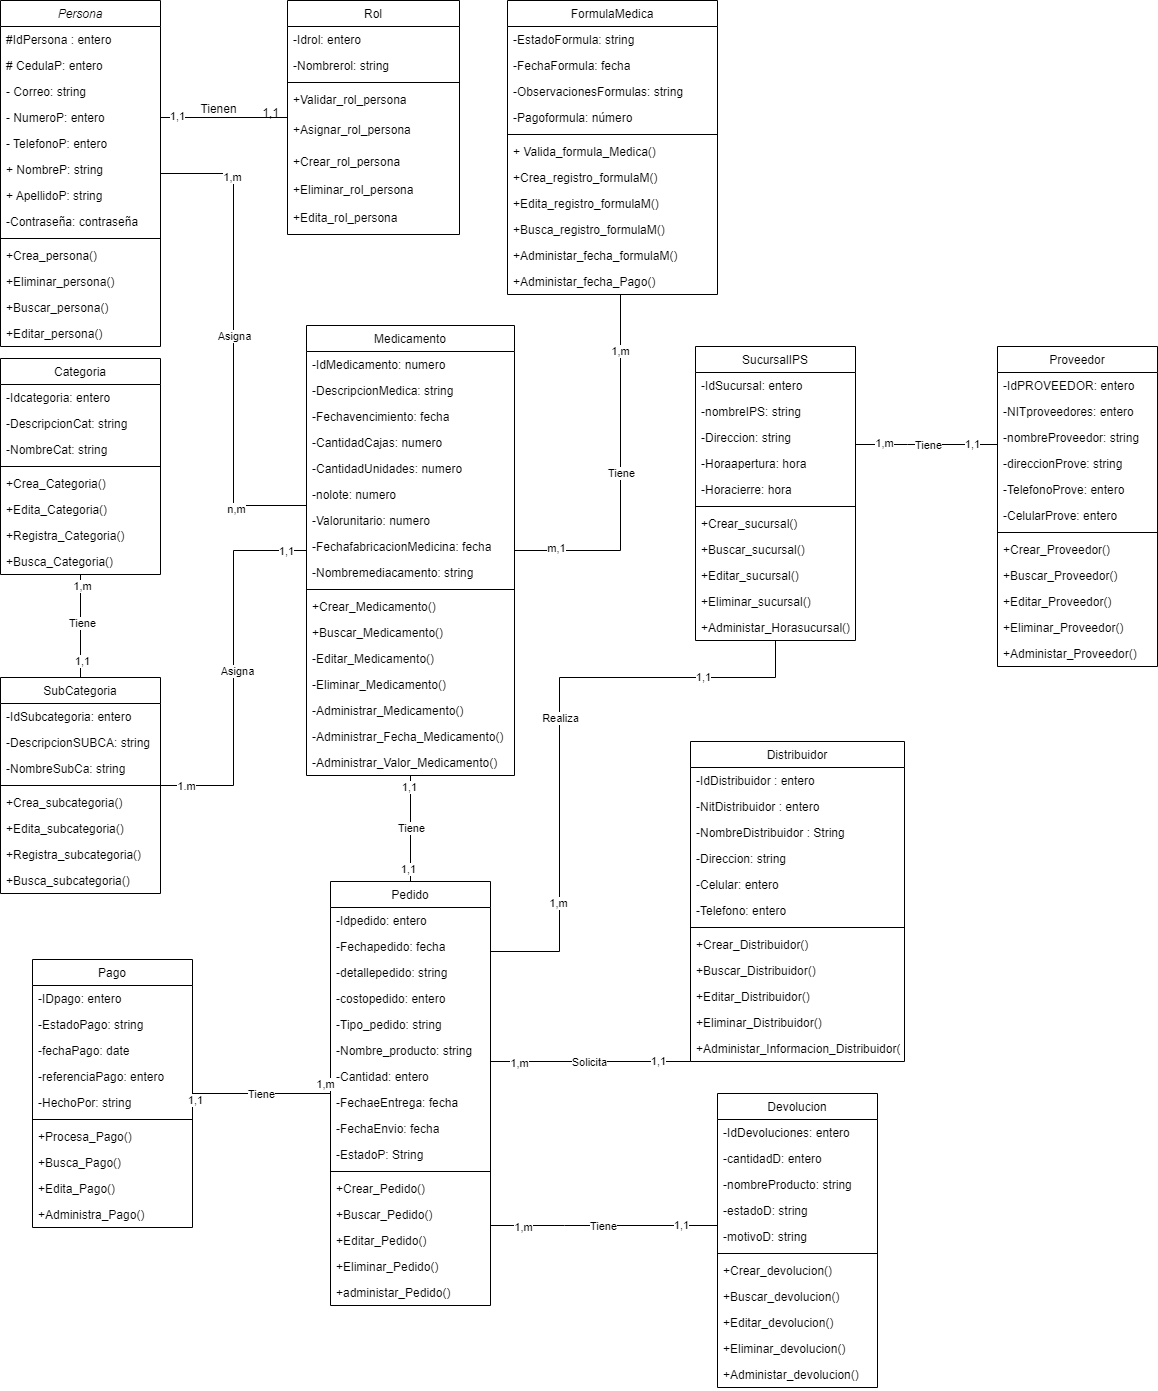 Persona
#IdPersona : entero
# CedulaP: entero
- Correo: string
- NumeroP: entero
- TelefonoP: entero
+ NombreP: string
+ ApellidoP: string
-Contraseña: contraseña
+Crea_persona()
+Eliminar_persona()
+Buscar_persona()
+Editar_persona()
1,1
Tienen
1,1
Rol
-Idrol: entero
-Nombrerol: string
+Validar_rol_persona
+Asignar_rol_persona
+Crear_rol_persona
+Eliminar_rol_persona
+Edita_rol_persona
FormulaMedica
-EstadoFormula: string
-FechaFormula: fecha
-ObservacionesFormulas: string
-Pagoformula: número
+ Valida_formula_Medica()
+Crea_registro_formulaM()
+Edita_registro_formulaM()
+Busca_registro_formulaM()
+Administar_fecha_formulaM()
+Administar_fecha_Pago()
1,m
Asigna
n,m
1,m
Tiene
m,1
Categoria
-Idcategoria: entero
-DescripcionCat: string
-NombreCat: string
+Crea_Categoria()
+Edita_Categoria()
+Registra_Categoria()
+Busca_Categoria()
1,m
Tiene
1,1
Medicamento
-IdMedicamento: numero
-DescripcionMedica: string
-Fechavencimiento: fecha
-CantidadCajas: numero
-CantidadUnidades: numero
-nolote: numero
-Valorunitario: numero
-FechafabricacionMedicina: fecha
-Nombremediacamento: string
+Crear_Medicamento()
+Buscar_Medicamento()
-Editar_Medicamento()
-Eliminar_Medicamento()
-Administrar_Medicamento()
-Administrar_Fecha_Medicamento()
-Administrar_Valor_Medicamento()
SucursalIPS
-IdSucursal: entero
-nombreIPS: string
-Direccion: string
-Horaapertura: hora
-Horacierre: hora
+Crear_sucursal()
+Buscar_sucursal()
+Editar_sucursal()
+Eliminar_sucursal()
+Administar_Horasucursal()
1,m
Tiene
1,1
Proveedor
-IdPROVEEDOR: entero
-NITproveedores: entero
-nombreProveedor: string
-direccionProve: string
-TelefonoProve: entero
-CelularProve: entero
+Crear_Proveedor()
+Buscar_Proveedor()
+Editar_Proveedor()
+Eliminar_Proveedor()
+Administar_Proveedor()
1,1
Asigna
1.m
SubCategoria
-IdSubcategoria: entero
-DescripcionSUBCA: string
-NombreSubCa: string
+Crea_subcategoria()
+Edita_subcategoria()
+Registra_subcategoria()
+Busca_subcategoria()
1,1
Tiene
1,1
1,1
Realiza
1,m
Distribuidor
-IdDistribuidor : entero
-NitDistribuidor : entero
-NombreDistribuidor : String
-Direccion: string
-Celular: entero
-Telefono: entero
+Crear_Distribuidor()
+Buscar_Distribuidor()
+Editar_Distribuidor()
+Eliminar_Distribuidor()
+Administar_Informacion_Distribuidor(
Pedido
-Idpedido: entero
-Fechapedido: fecha
-detallepedido: string
-costopedido: entero
-Tipo_pedido: string
-Nombre_producto: string
-Cantidad: entero
-FechaeEntrega: fecha
-FechaEnvio: fecha
-EstadoP: String
+Crear_Pedido()
+Buscar_Pedido()
+Editar_Pedido()
+Eliminar_Pedido()
+administar_Pedido()
1,m
Solicita
1,1
Pago
-IDpago: entero
-EstadoPago: string
-fechaPago: date
-referenciaPago: entero
-HechoPor: string
+Procesa_Pago()
+Busca_Pago()
+Edita_Pago()
+Administra_Pago()
1,1
Tiene
1,m
1,m
Tiene
1,1
Devolucion
-IdDevoluciones: entero
-cantidadD: entero
-nombreProducto: string
-estadoD: string
-motivoD: string
+Crear_devolucion()
+Buscar_devolucion()
+Editar_devolucion()
+Eliminar_devolucion()
+Administar_devolucion()